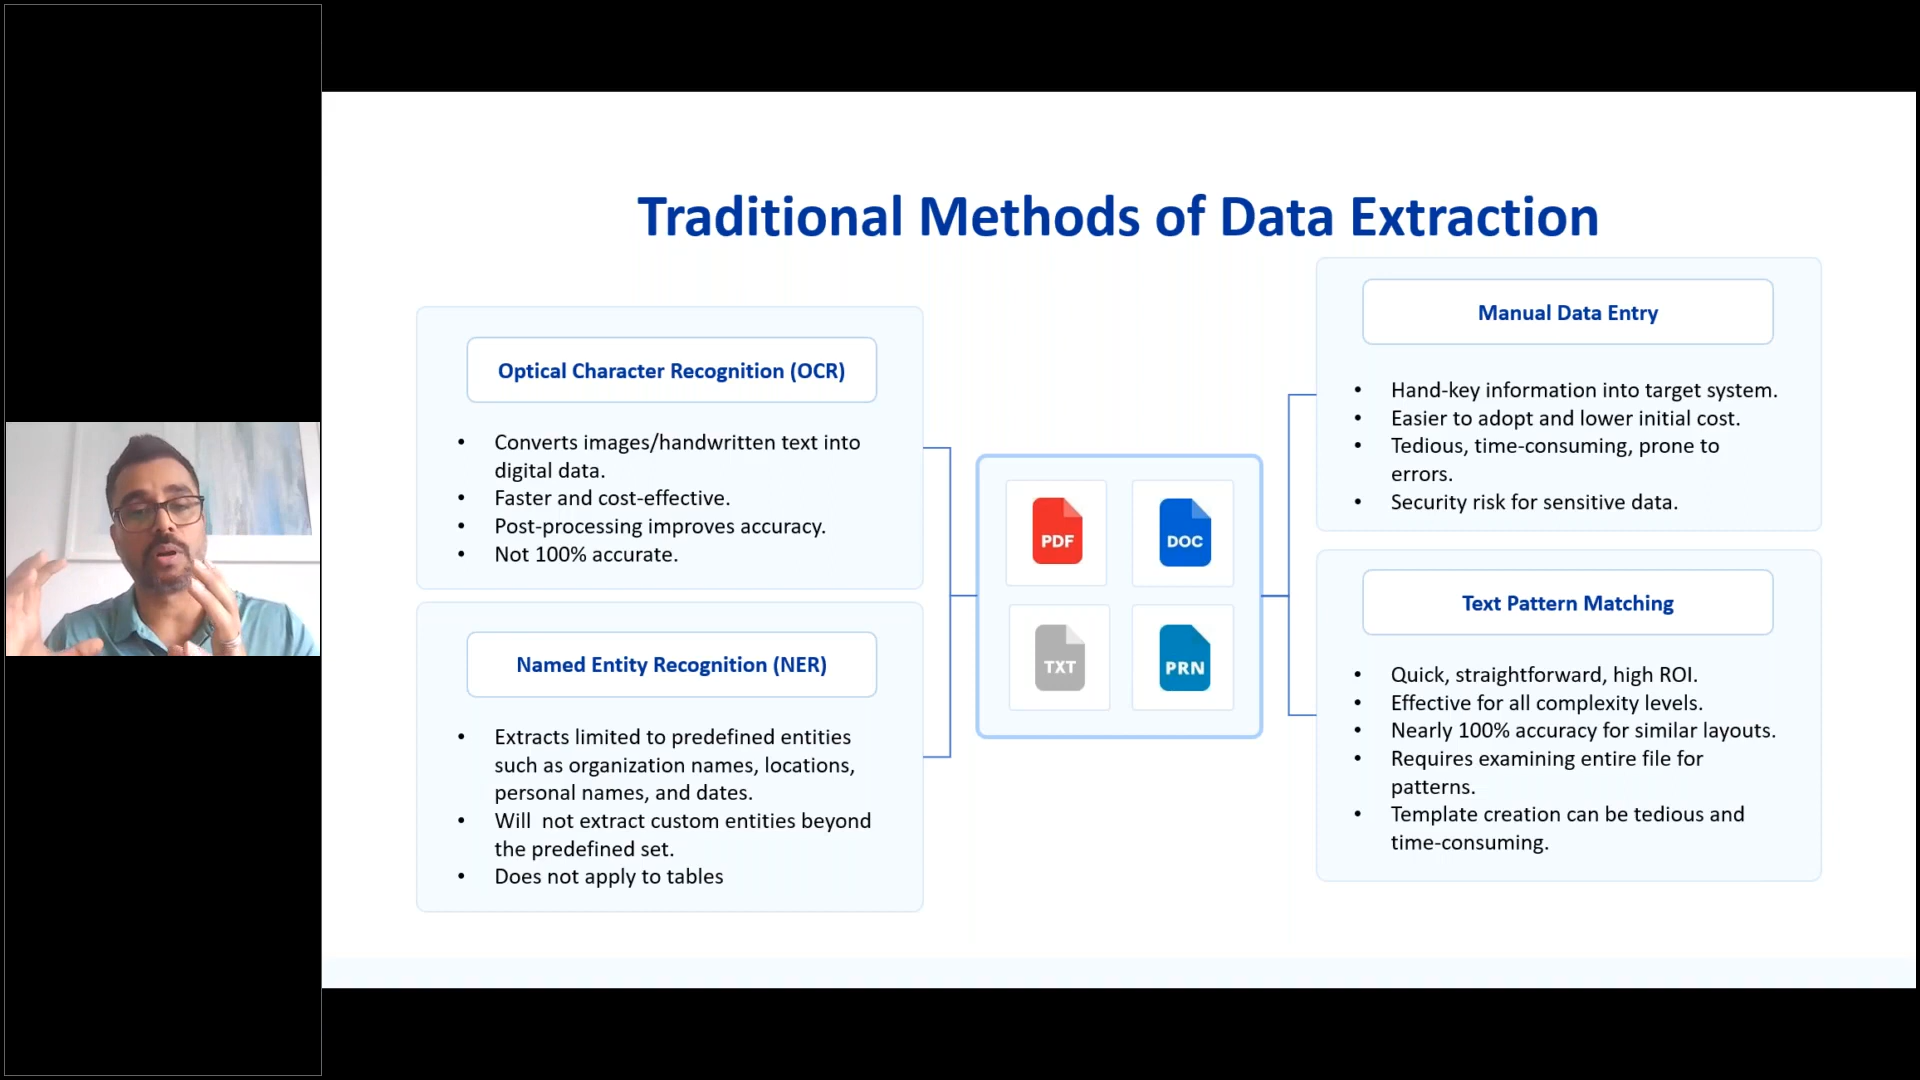 Traditional Methods of Data Extraction
Optical Character Recognition (OCR)
• Converts images/handwritten text into
digital data.
• Faster and cost-effective.
• Post-processing improves accuracy.
• Not 100% accurate.
Named Entity Recognition (NER)
• Extracts limited to predefined entities
such as organization names, locations,
personal names, and dates.
• Will  not extract custom entities beyond
the predefined set.
• Does not apply to tables
PDF
DOC
TXT
PRN
Manual Data Entry
• Hand-key information into target system.
• Easier to adopt and lower initial cost.
• Tedious, time-consuming, prone to
errors.
• Security risk for sensitive data.
Text Pattern Matching
• Quick, straightforward, high ROI.
• Effective for all complexity levels.
• Nearly 100% accuracy for similar layouts.
• Requires examining entire file for
patterns.
• Template creation can be tedious and
time-consuming.